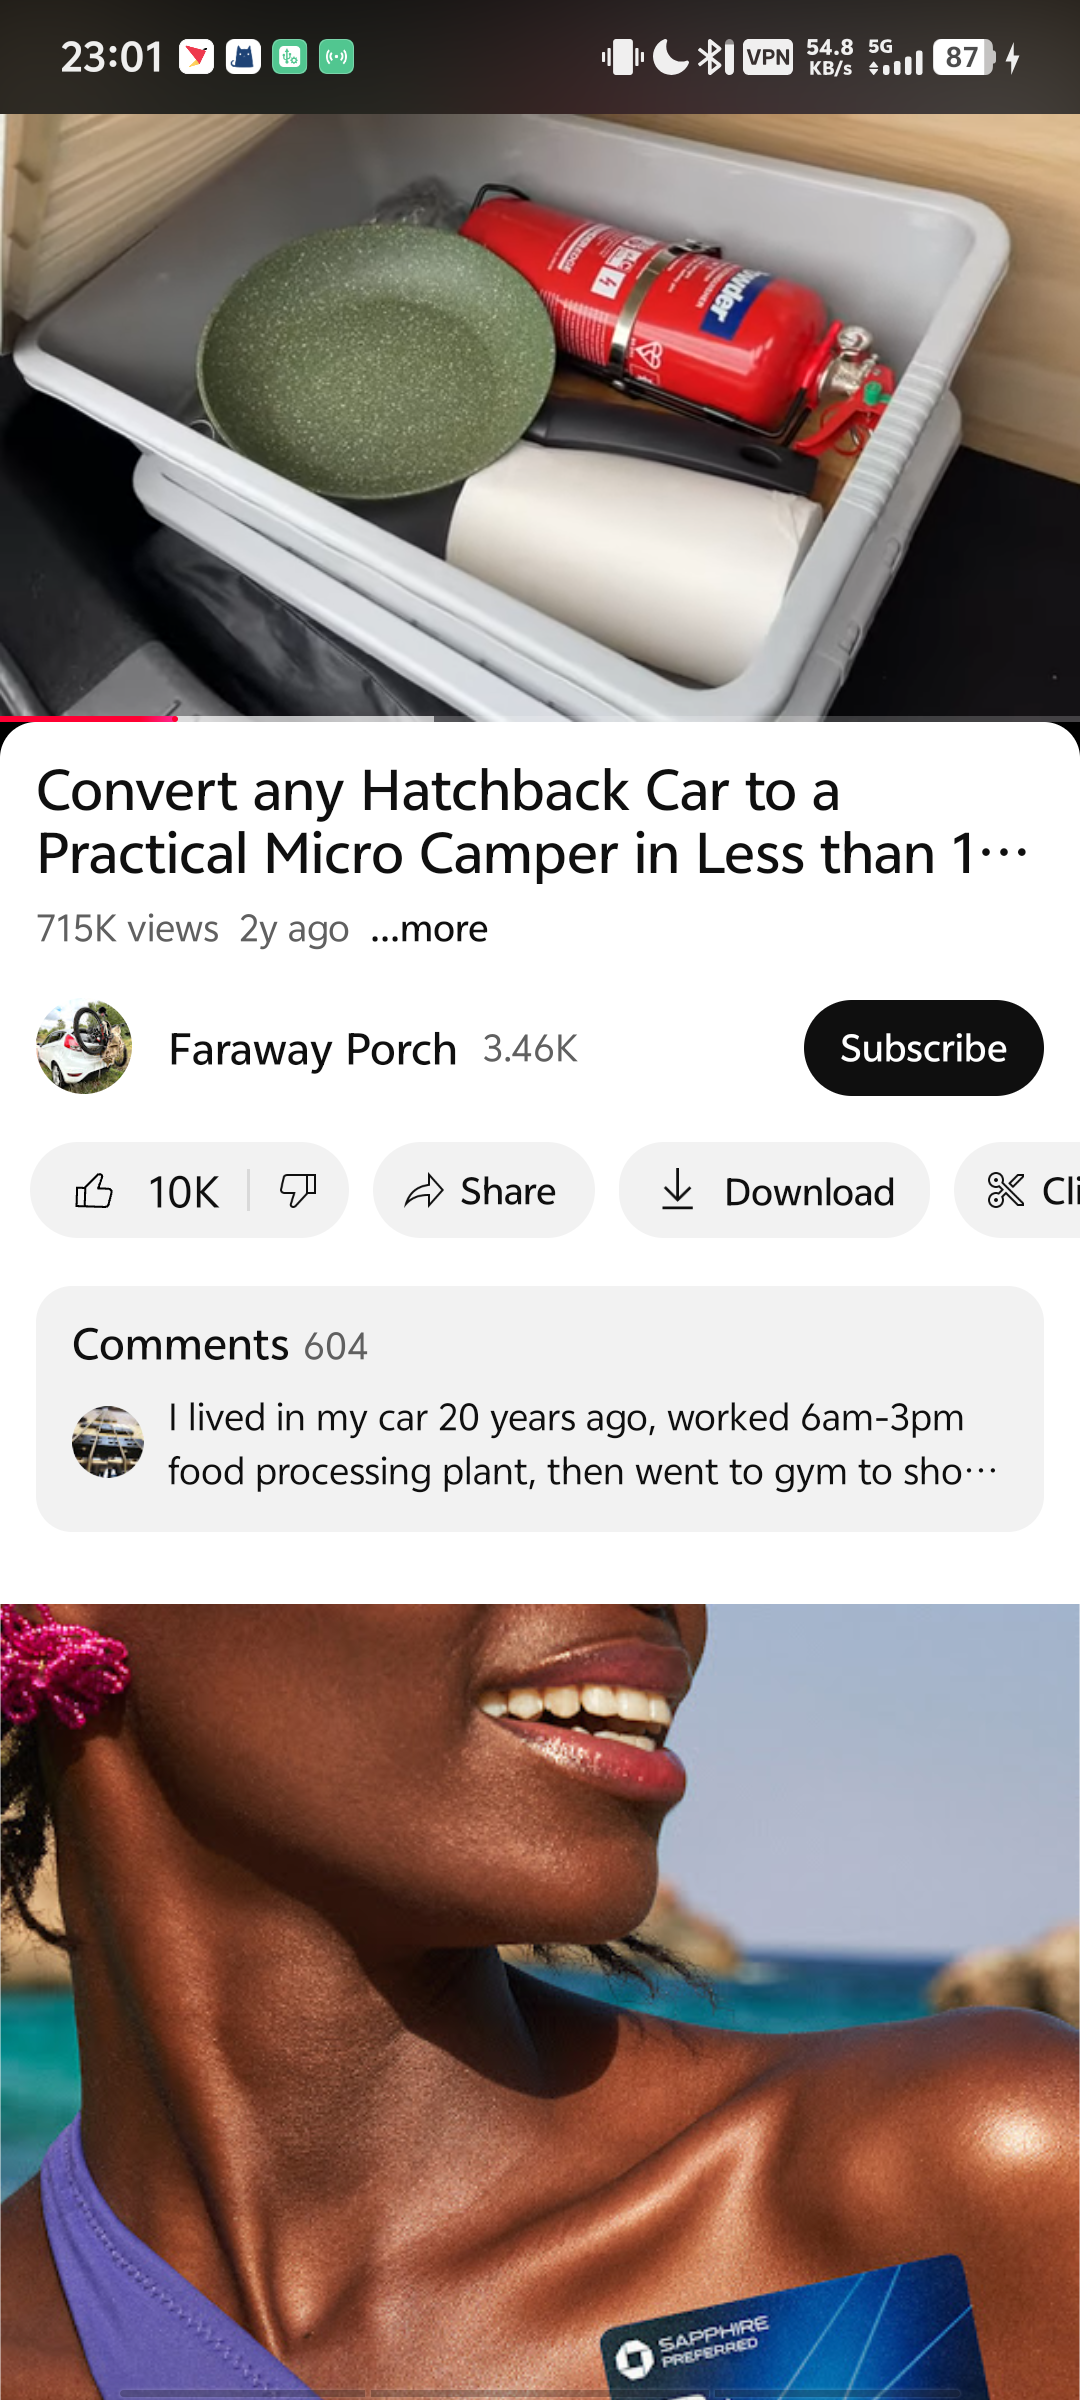 23:01
VPN
54.8
KB/s
5G
87
Powder
Convert any Hatchback Car to a
Practical Micro Camper in Less than 1…
715K views 2y ago ...more
Faraway Porch 3.46K
Subscribe
10K
Share
Download
Cli
Comments 604
I lived in my car 20 years ago, worked 6am-3pm
food processing plant, then went to gym to sho…
SAPPHIRE
PREFERRED